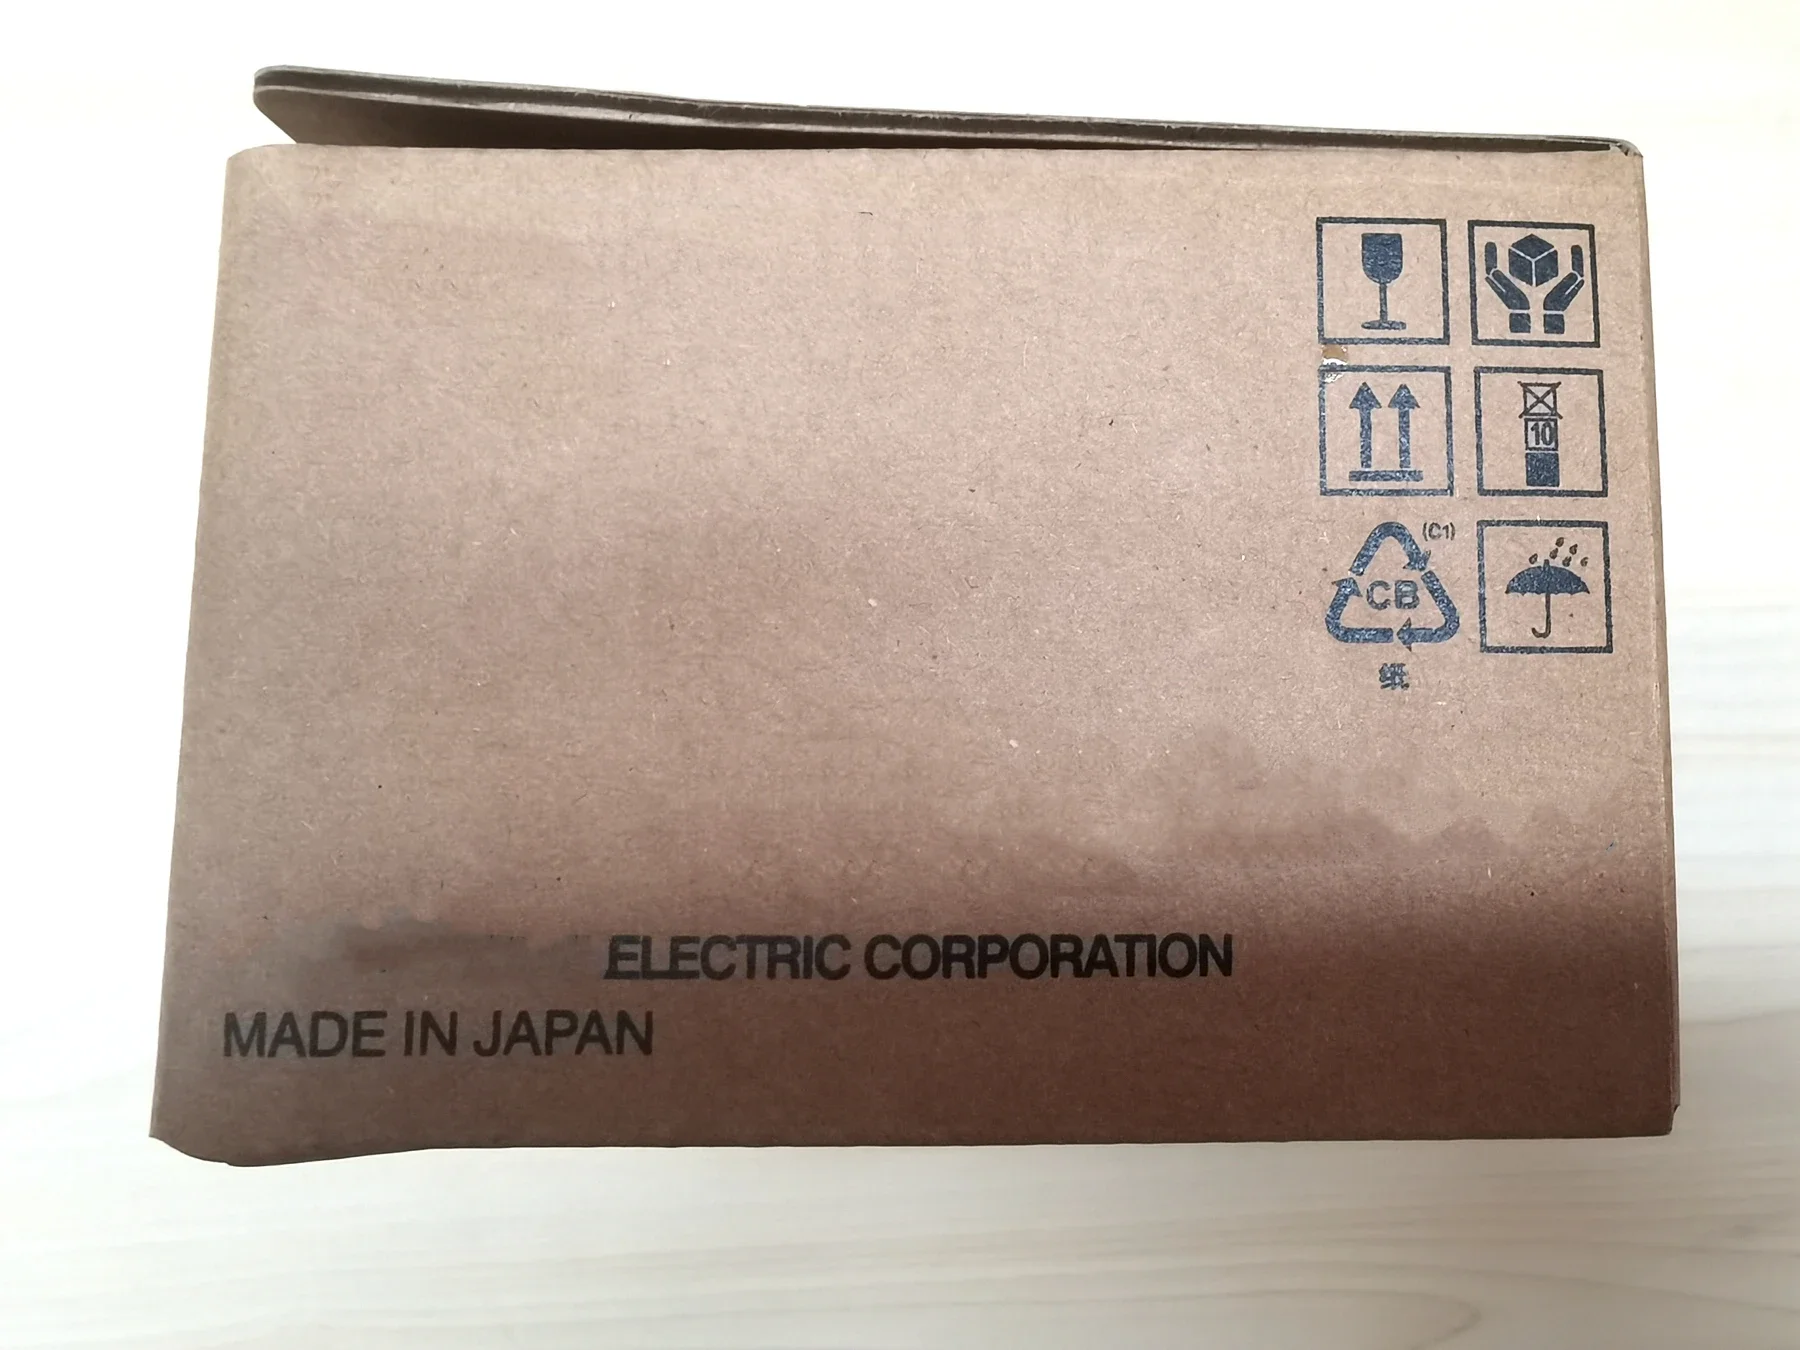 10
(C1)
CB
纸
ELECTRIC CORPORATION
MADE IN JAPAN